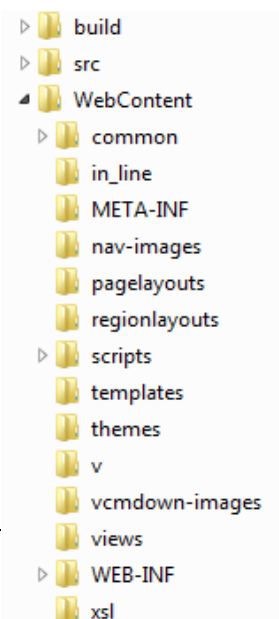 build
src
WebContent
common
in_line
META-INF
nav-images
pagelayouts
regionlayouts
scripts
templates
themes
v
vcmdown-images
views
WEB-INF
xsl